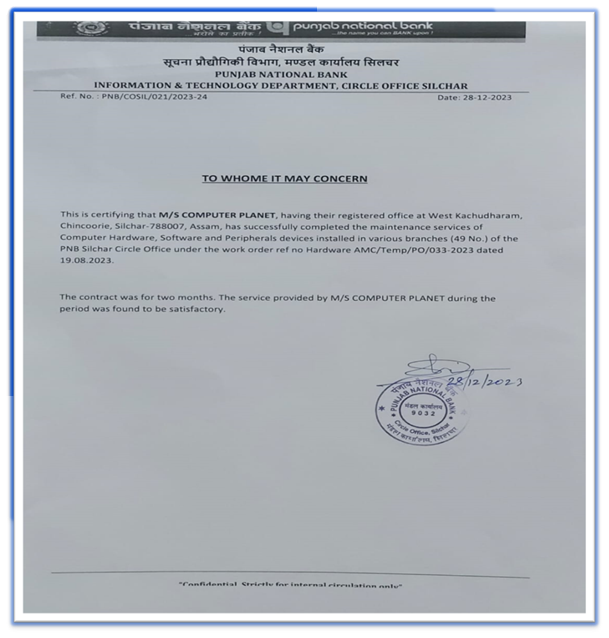 पंजाब नैशनल बैंक punjab national bank
भरोसे का प्रतीक ! ...the name you can BANK upon !
पंजाब नैशनल बैंक
सूचना प्रौद्योगिकी विभाग, मण्डल कार्यालय सिलचर
PUNJAB NATIONAL BANK
INFORMATION & TECHNOLOGY DEPARTMENT, CIRCLE OFFICE SILCHAR
Ref. No. : PNB/COSIL/021/2023-24 Date: 28-12-2023
TO WHOME IT MAY CONCERN
This is certifying that M/S COMPUTER PLANET, having their registered office at West Kachudharam,
Chincoorie, Silchar-788007, Assam, has successfully completed the maintenance services of
Computer Hardware, Software and Peripherals devices installed in various branches (49 No.) of the
PNB Silchar Circle Office under the work order ref no Hardware AMC/Temp/PO/033-2023 dated
19.08.2023.
The contract was for two months. The service provided by M/S COMPUTER PLANET during the
period was found to be satisfactory.
28/12/2023
पंजाब नैशनल बैंक
PUNJAB NATIONAL BANK
मंडल कार्यालय
9032
Circle Office, Silchar
"Confidential Strictly for internal circulation only"